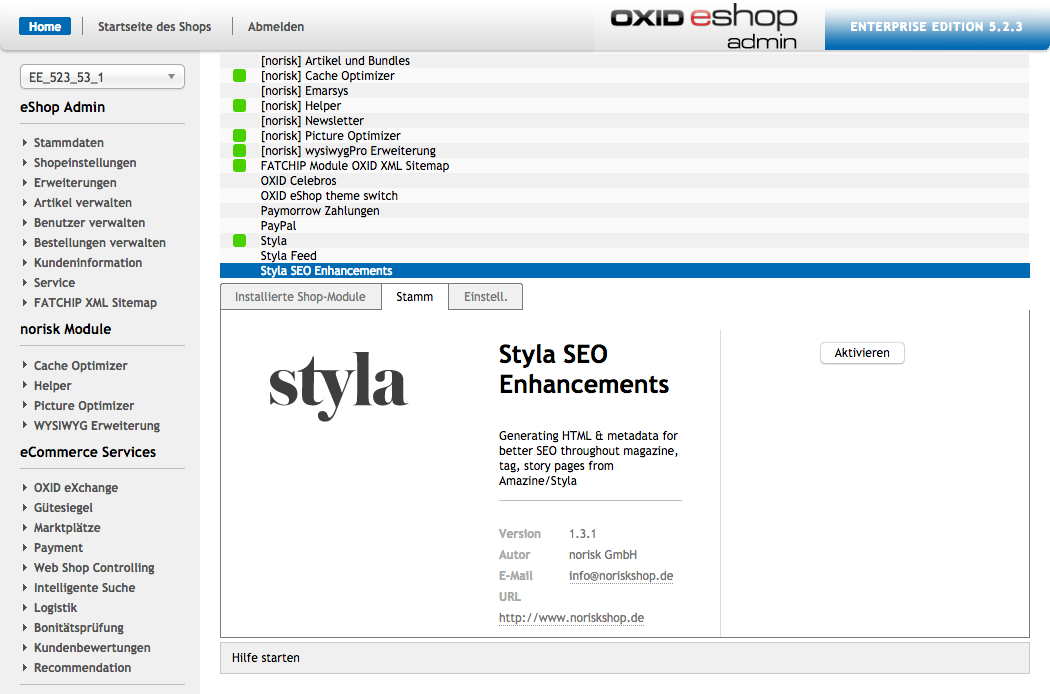 Home
Startseite des Shops
Abmelden
OXID eshop
admin
ENTERPRISE EDITION 5.2.3
EE_523_53_1
eShop Admin
Stammdaten
Shopeinstellungen
Erweiterungen
Artikel verwalten
Benutzer verwalten
Bestellungen verwalten
Kundeninformation
Service
FATCHIP XML Sitemap
norisk Module
Cache Optimizer
Helper
Picture Optimizer
WYSIWYG Erweiterung
eCommerce Services
OXID eXchange
Gütesiegel
Marktplätze
Payment
Web Shop Controlling
Intelligente Suche
Logistik
Bonitätsprüfung
Kundenbewertungen
Recommendation
[norisk] Artikel und Bundles
[norisk] Cache Optimizer
[norisk] Emarsys
[norisk] Helper
[norisk] Newsletter
[norisk] Picture Optimizer
[norisk] wysiwygPro Erweiterung
FATCHIP Module OXID XML Sitemap
OXID Celebros
OXID eShop theme switch
Paymorrow Zahlungen
PayPal
Styla
Styla Feed
Styla SEO Enhancements
Installierte Shop-Module
Stamm
Einstell.
styla
Styla SEO
Enhancements
Generating HTML & metadata for
better SEO throughout magazine,
tag, story pages from
Amazine/Styla
Version 1.3.1
Autor norisk GmbH
E-Mail info@noriskshop.de
URL
http://www.noriskshop.de
Aktivieren
Hilfe starten